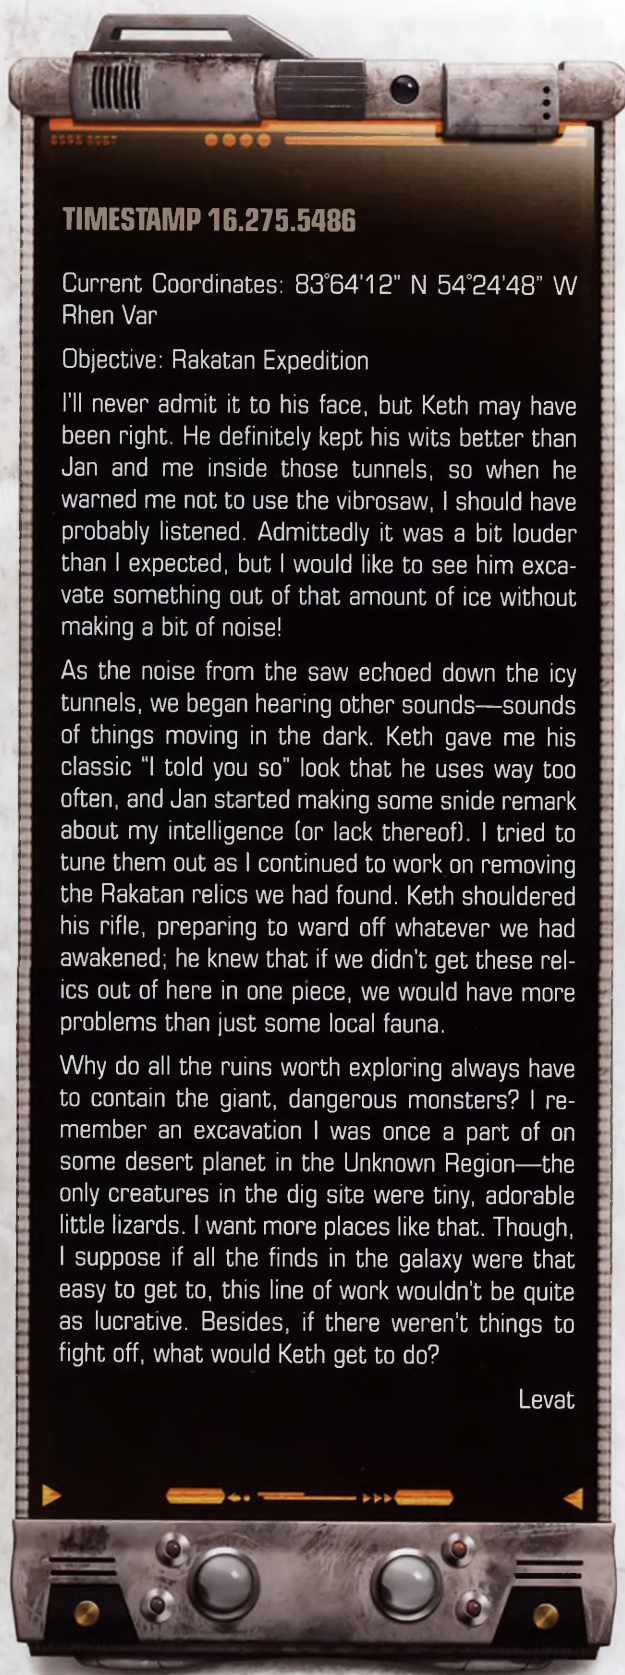 TIMESTAMP 16.275.5486
Current Coordinates: 83°64'12" N 54°24'48" W
Rhen Var
Objective: Rakatan Expedition
I'll never admit it to his face, but Keth may have
been right. He definitely kept his wits better than
Jan and me inside those tunnels, so when he
warned me not to use the vibrosaw, I should have
probably listened. Admittedly it was a bit louder
than I expected, but I would like to see him exca-
vate something out of that amount of ice without
making a bit of noise!
As the noise from the saw echoed down the icy
tunnels, we began hearing other sounds—sounds
of things moving in the dark. Keth gave me his
classic “I told you so” look that he uses way too
often, and Jan started making some snide remark
about my intelligence (or lack thereof). I tried to
tune them out as I continued to work on removing
the Rakatan relics we had found. Keth shouldered
his rifle, preparing to ward off whatever we had
awakened; he knew that if we didn't get these rel-
ics out of here in one piece, we would have more
problems than just some local fauna.
Why do all the ruins worth exploring always have
to contain the giant, dangerous monsters? I re-
member an excavation I was once a part of on
some desert planet in the Unknown Region—the
only creatures in the dig site were tiny, adorable
little lizards. I want more places like that. Though,
I suppose if all the finds in the galaxy were that
easy to get to, this line of work wouldn't be quite
as lucrative. Besides, if there weren't things to
fight off, what would Keth get to do?
Levat